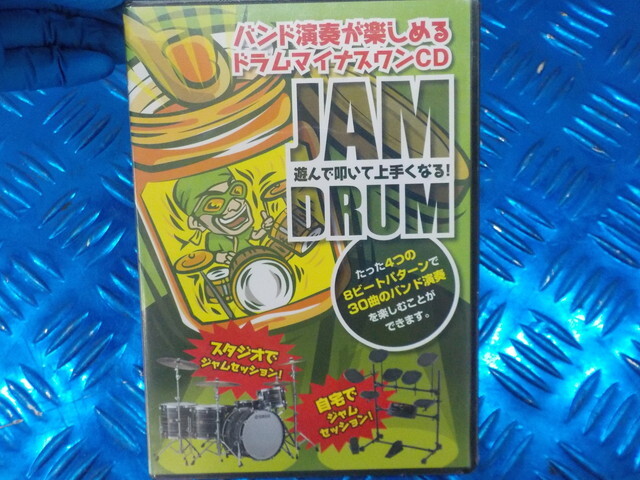 バンド演奏が楽しめる
ドラムマイナスワンCD
JAM
遊んで叩いて上手くなる!
DRUM
たった4つの
8ビートパターンで
30曲のバンド演奏
を楽しむことが
できます。
スタジオで
ジャムセッション!
自宅で
ジャム
セッション!
YAMAHA